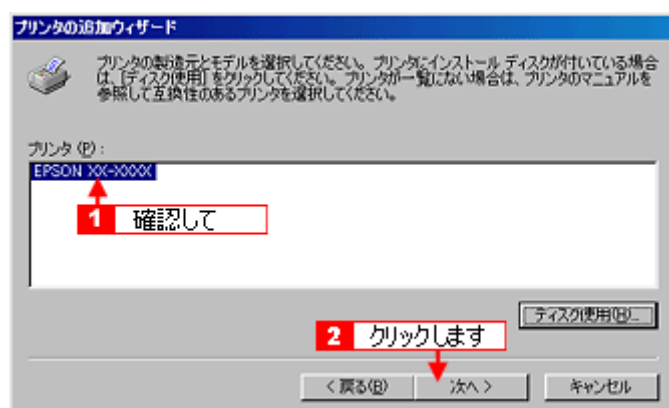 プリンタの追加ウィザード
プリンタの製造元とモデルを選択してください。プリンタにインストール ディスクが付いている場合
は、[ディスク使用] をクリックしてください。プリンタが一覧にない場合は、プリンタのマニュアルを
参照して互換性のあるプリンタを選択してください。
プリンタ (P) :
EPSON XX-XXXX
1 確認して
ディスク使用(H)...
2 クリックします
< 戻る(B)
次へ >
キャンセル